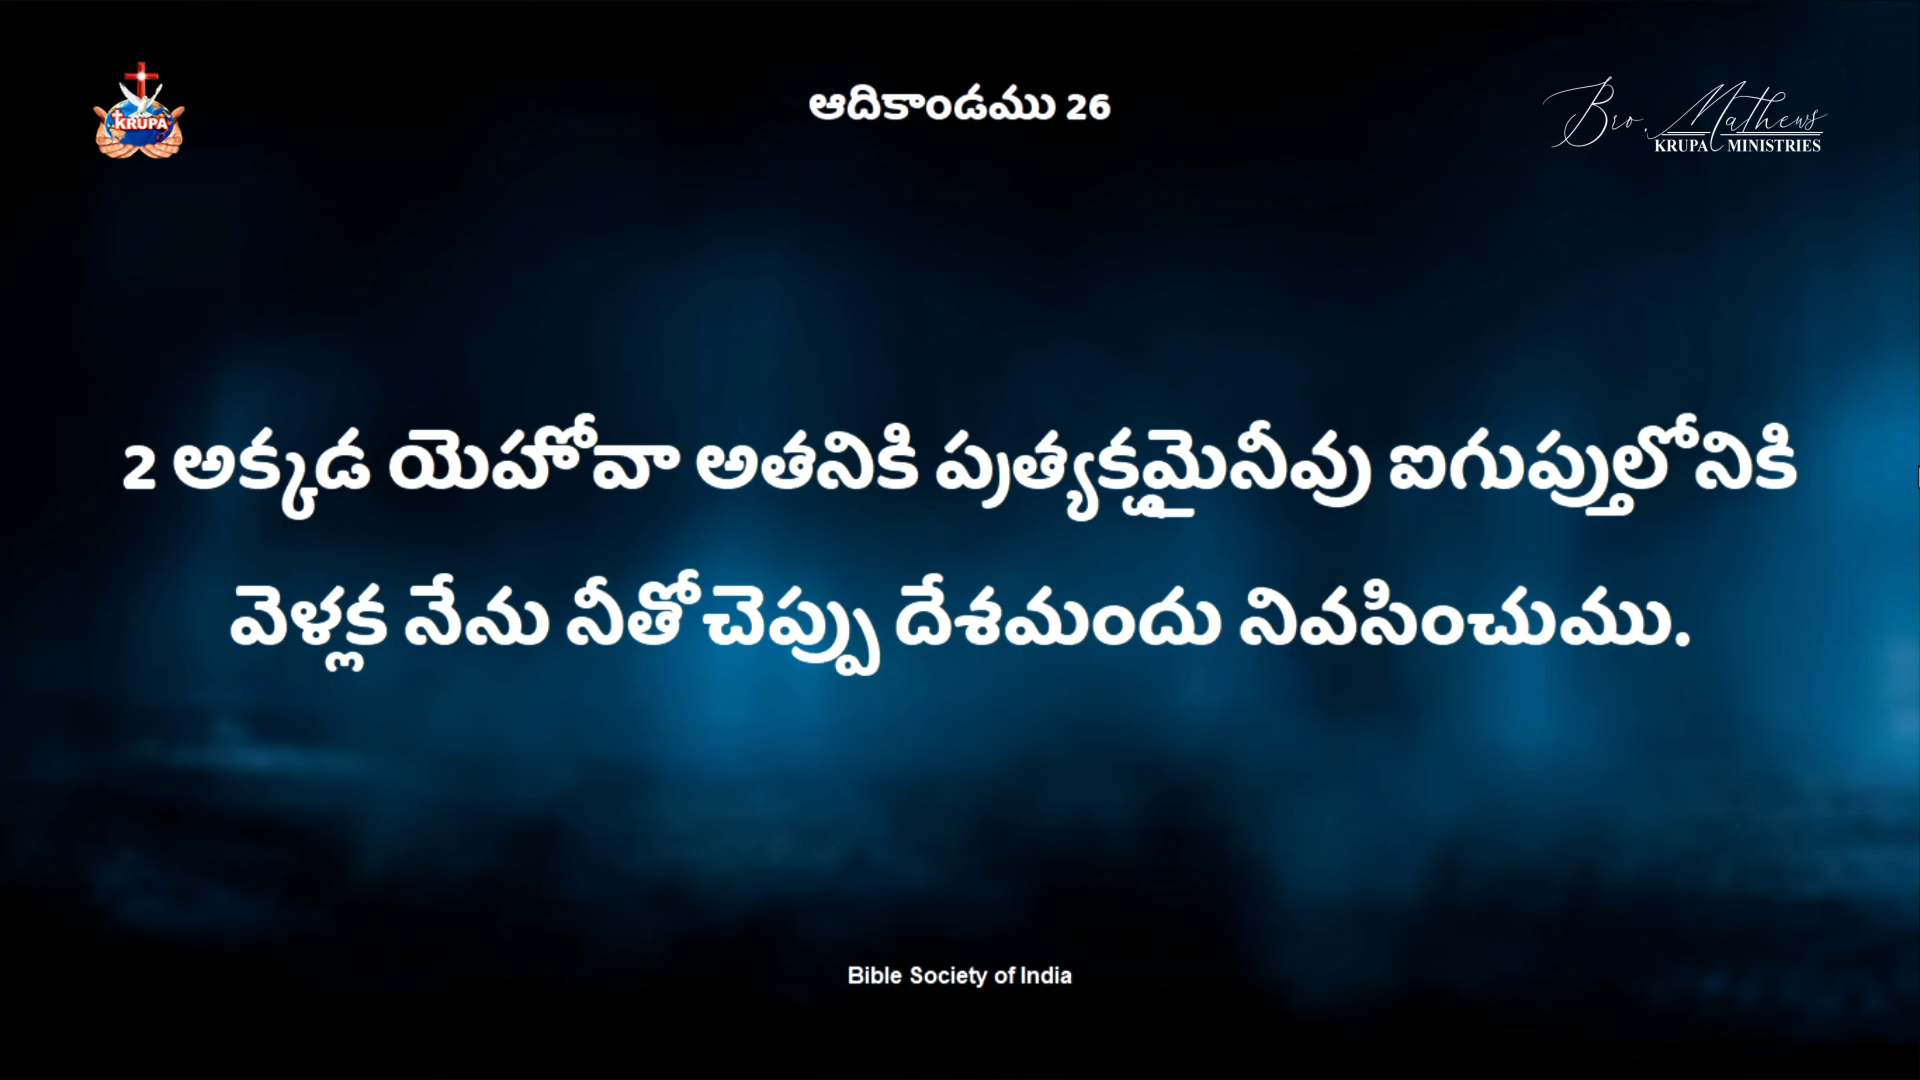 KRUPA
ఆదికాండము 26
Bro. Mathews
KRUPA MINISTRIES
2 అక్కడ యెహోవా అతనికి ప్రత్యక్షమైనీవు ఐగుప్తులోనికి
వెళ్లక నేను నీతో చెప్పు దేశమందు నివసించుము.
Bible Society of India